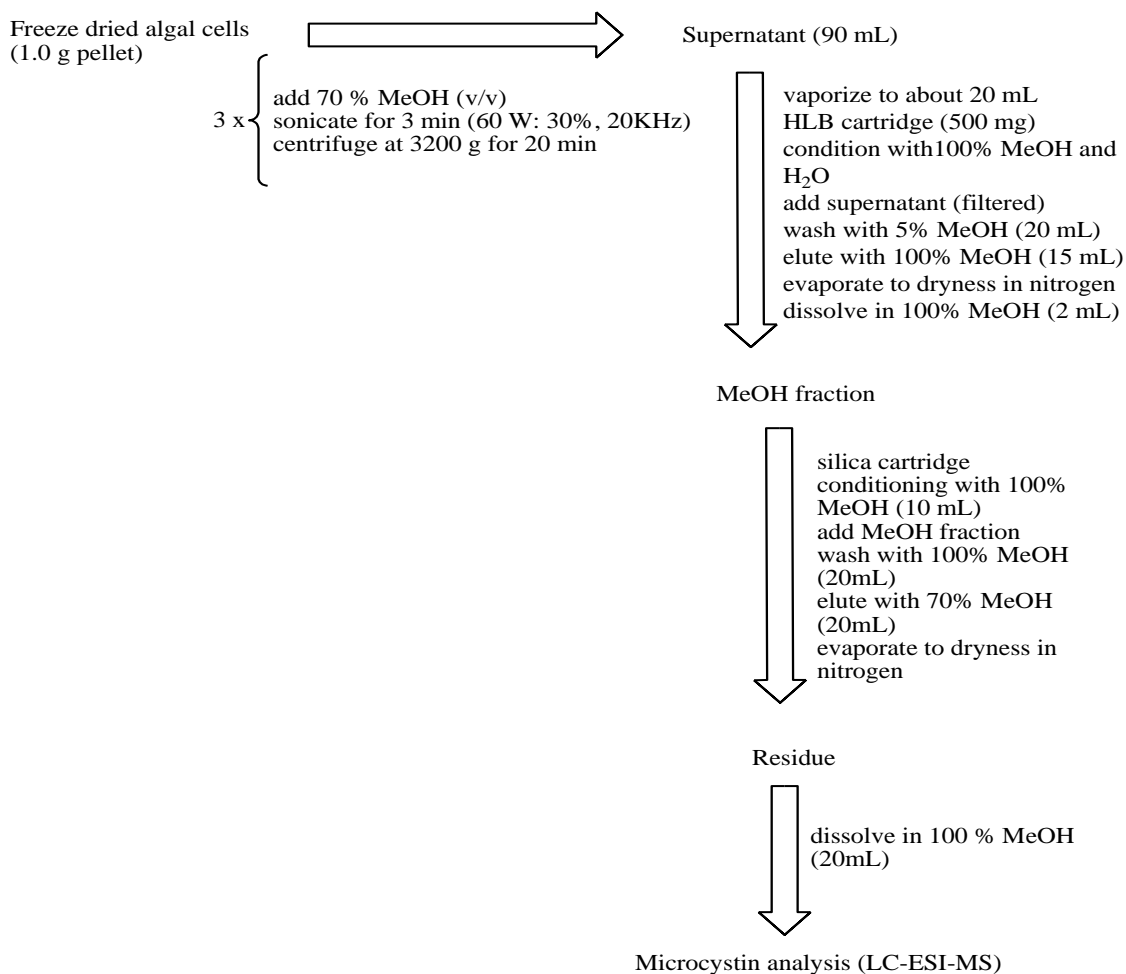 Freeze dried algal cells
(1.0 g pellet)
3 x
add 70 % MeOH (v/v)
sonicate for 3 min (60 W: 30%, 20KHz)
centrifuge at 3200 g for 20 min
Supernatant (90 mL)
vaporize to about 20 mL
HLB cartridge (500 mg)
condition with100% MeOH and
H₂O
add supernatant (filtered)
wash with 5% MeOH (20 mL)
elute with 100% MeOH (15 mL)
evaporate to dryness in nitrogen
dissolve in 100% MeOH (2 mL)
MeOH fraction
silica cartridge
conditioning with 100%
MeOH (10 mL)
add MeOH fraction
wash with 100% MeOH
(20mL)
elute with 70% MeOH
(20mL)
evaporate to dryness in
nitrogen
Residue
dissolve in 100 % MeOH
(20mL)
Microcystin analysis (LC-ESI-MS)